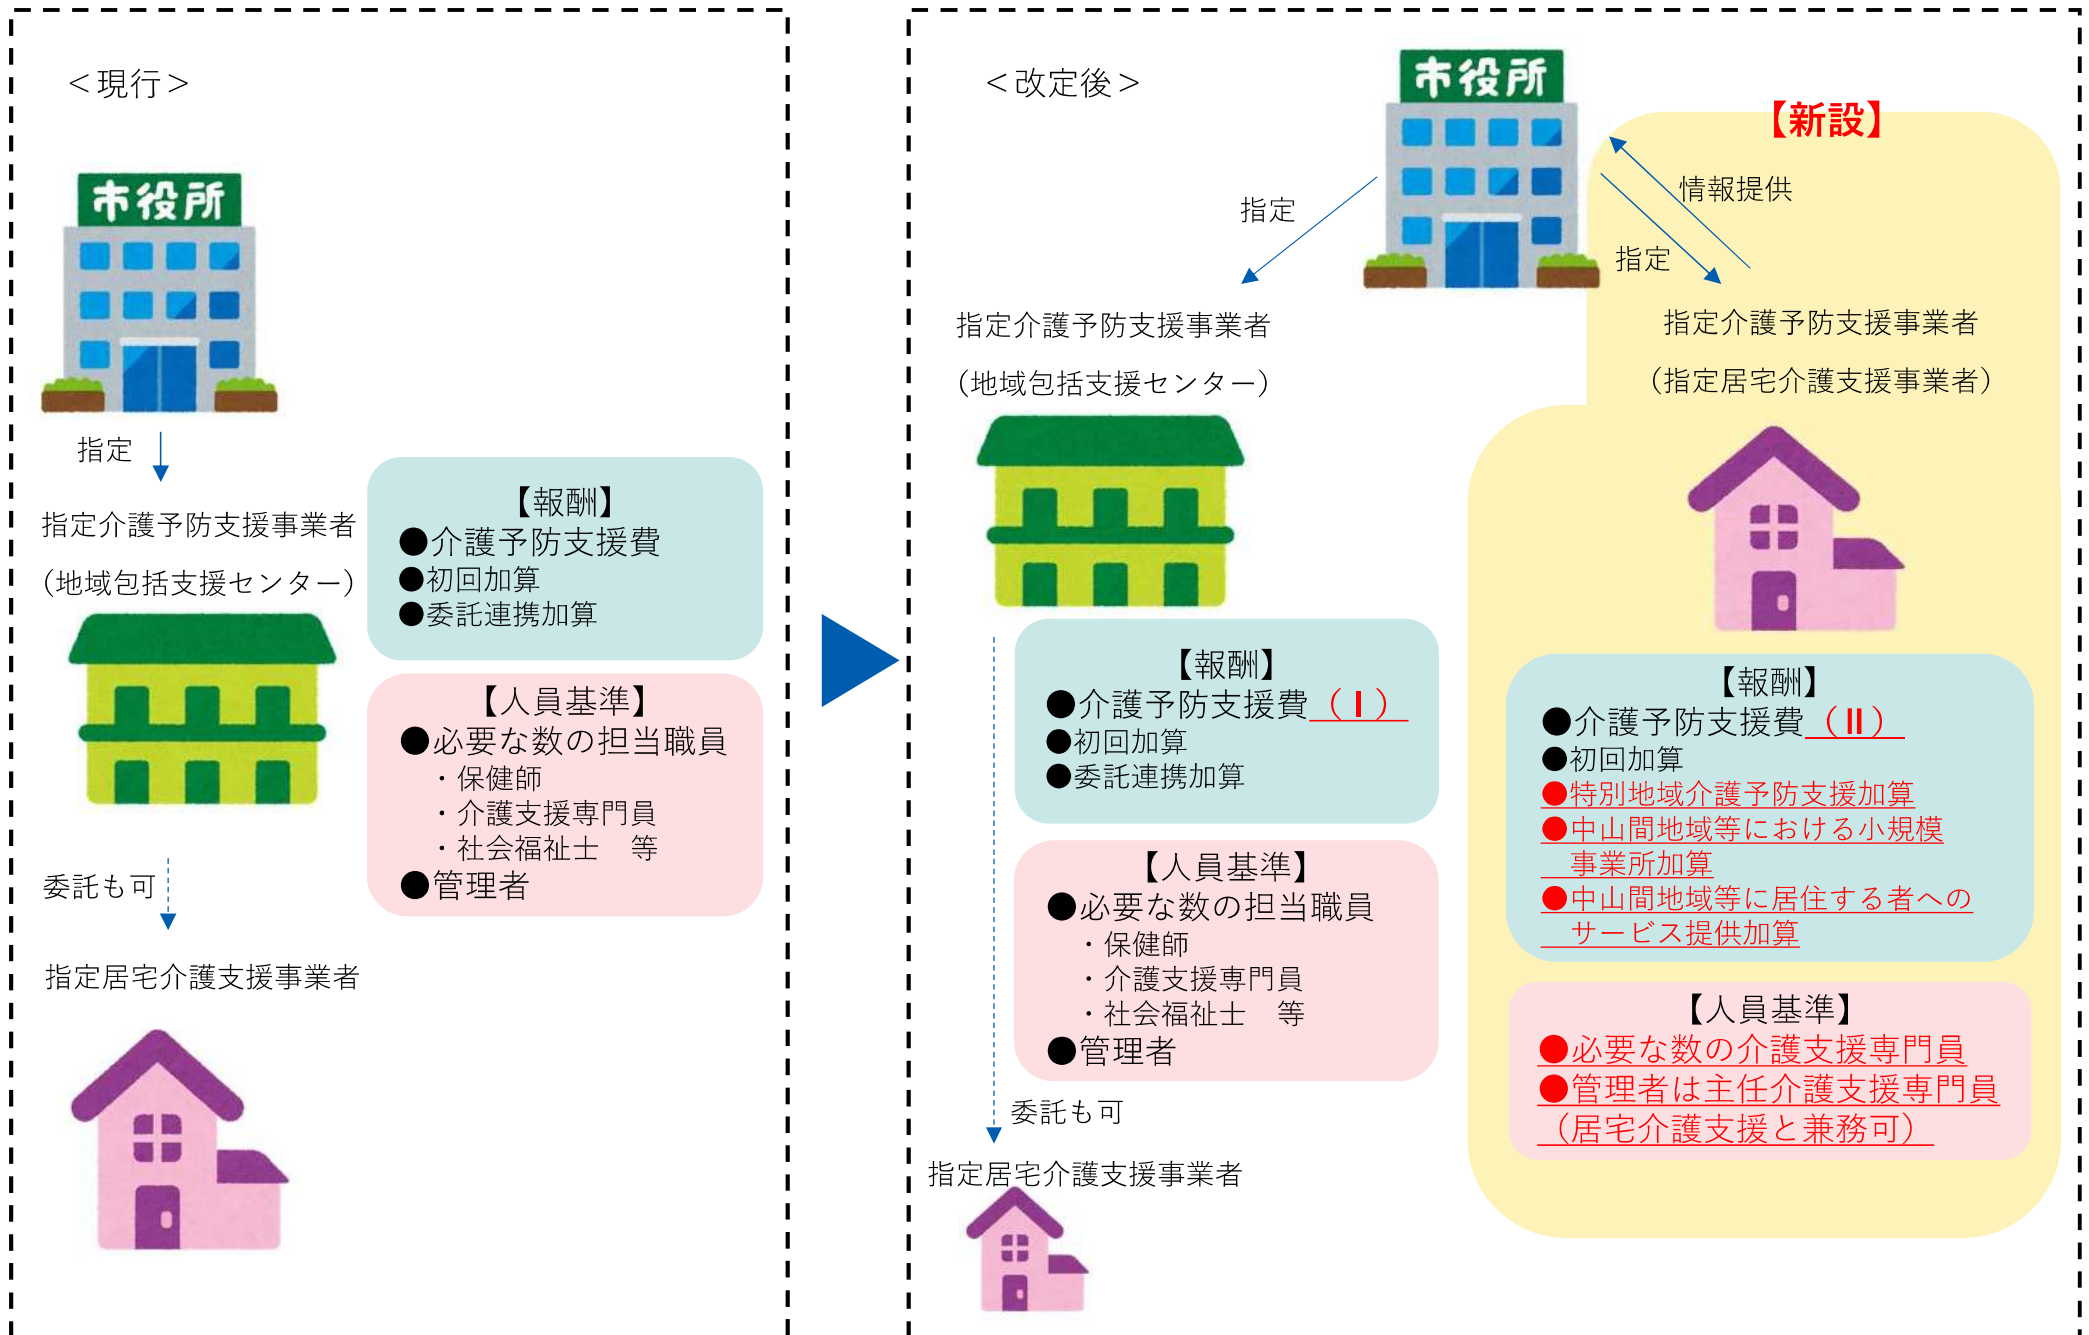 ＜現行＞
市役所
指定
指定介護予防支援事業者
（地域包括支援センター）
【報酬】
●介護予防支援費
●初回加算
●委託連携加算
【人員基準】
●必要な数の担当職員
・保健師
・介護支援専門員
・社会福祉士　等
●管理者
委託も可
指定居宅介護支援事業者
＜改定後＞
市役所
【新設】
情報提供
指定
指定
指定介護予防支援事業者
（地域包括支援センター）
【報酬】
●介護予防支援費（Ⅰ）
●初回加算
●委託連携加算
【人員基準】
●必要な数の担当職員
・保健師
・介護支援専門員
・社会福祉士　等
●管理者
委託も可
指定居宅介護支援事業者
指定介護予防支援事業者
（指定居宅介護支援事業者）
【報酬】
●介護予防支援費（Ⅱ）
●初回加算
●特別地域介護予防支援加算
●中山間地域等における小規模
事業所加算
●中山間地域等に居住する者への
サービス提供加算
【人員基準】
●必要な数の介護支援専門員
●管理者は主任介護支援専門員
（居宅介護支援と兼務可）